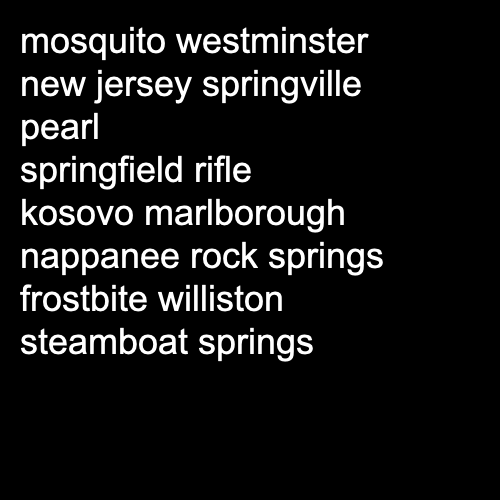 mosquito westminster
new jersey springville
pearl
springfield rifle
kosovo marlborough
nappanee rock springs
frostbite williston
steamboat springs